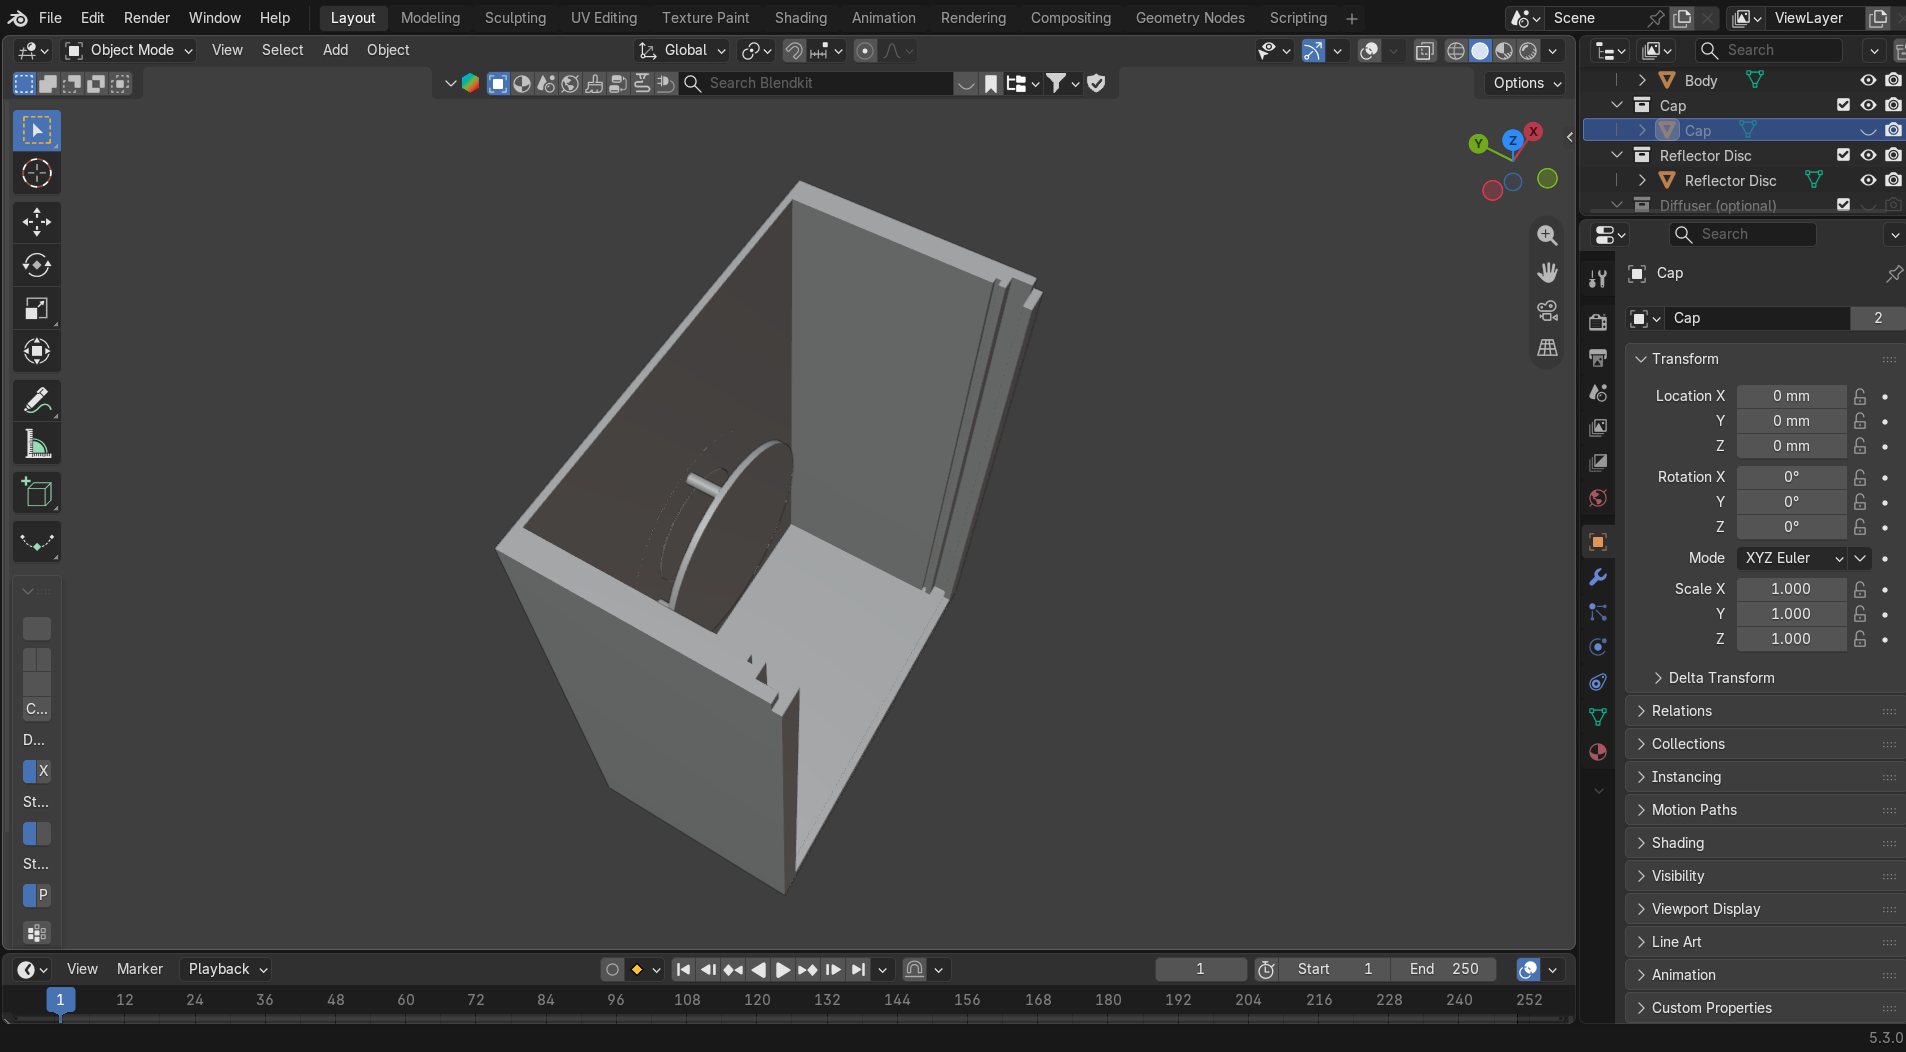 File Edit Render Window Help Layout Modeling Sculpting UV Editing Texture Paint Shading Animation Rendering Compositing Geometry Nodes Scripting + Scene ViewLayer
Object Mode View Select Add Object Global Search
Search Blendkit Options
Body
Cap
Cap
Reflector Disc
Reflector Disc
Diffuser (optional)
Y Z X
Search
Cap
Cap 2
Transform
Location X 0 mm
Y 0 mm
Z 0 mm
Rotation X 0°
Y 0°
Z 0°
Mode XYZ Euler
Scale X 1.000
Y 1.000
Z 1.000
Delta Transform
Relations
Collections
Instancing
Motion Paths
Shading
Visibility
Viewport Display
Line Art
Animation
Custom Properties
C...
D...
X
St...
St...
P
View Marker Playback 1 Start 1 End 250
1 12 24 36 48 60 72 84 96 108 120 132 144 156 168 180 192 204 216 228 240 252
5.3.0